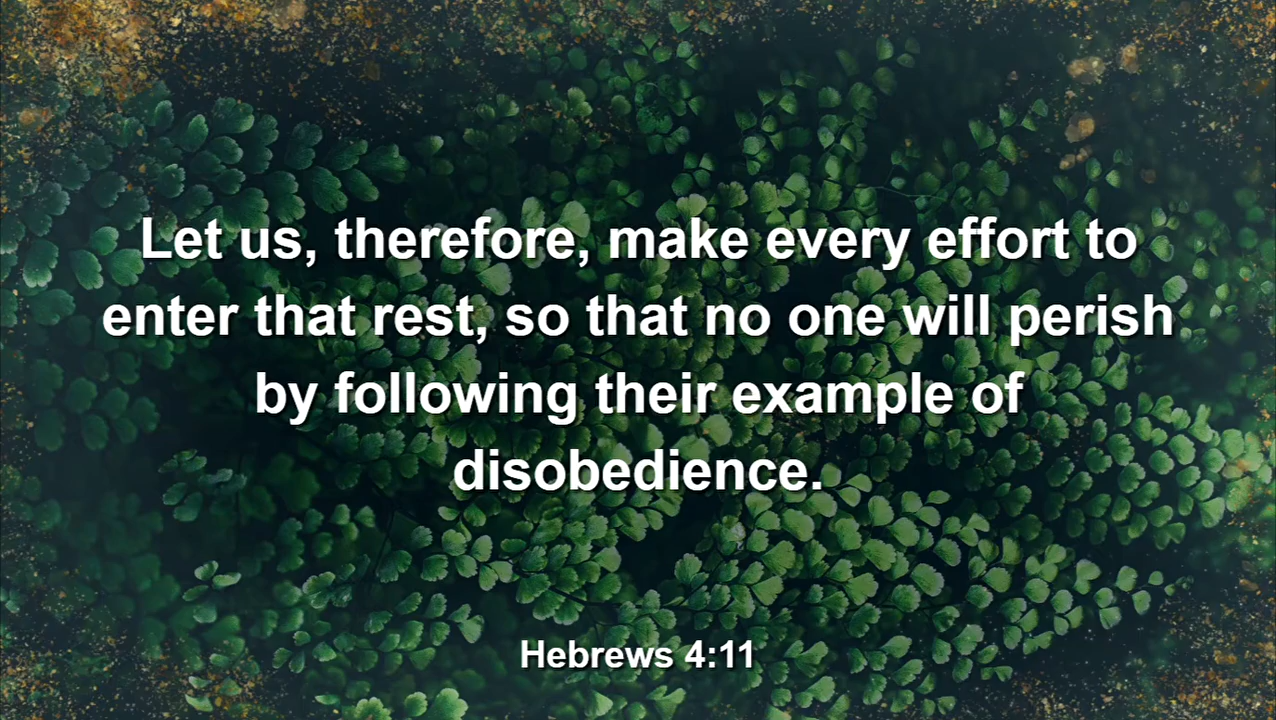 Let us, therefore, make every effort to
enter that rest, so that no one will perish
by following their example of
disobedience.
Hebrews 4:11